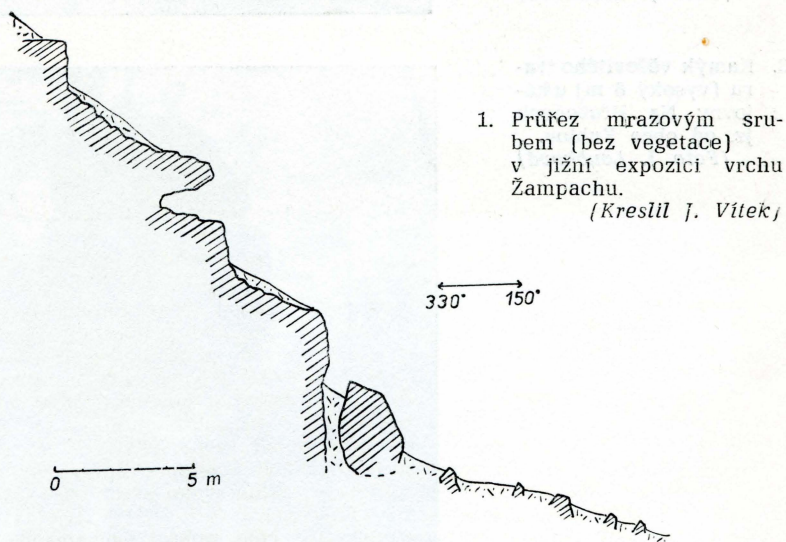 1. Průřez mrazovým sru-
bem (bez vegetace)
v jižní expozici vrchu
Žampachu.
(Kreslil J. Vítek)
330° 150°
0 5 m